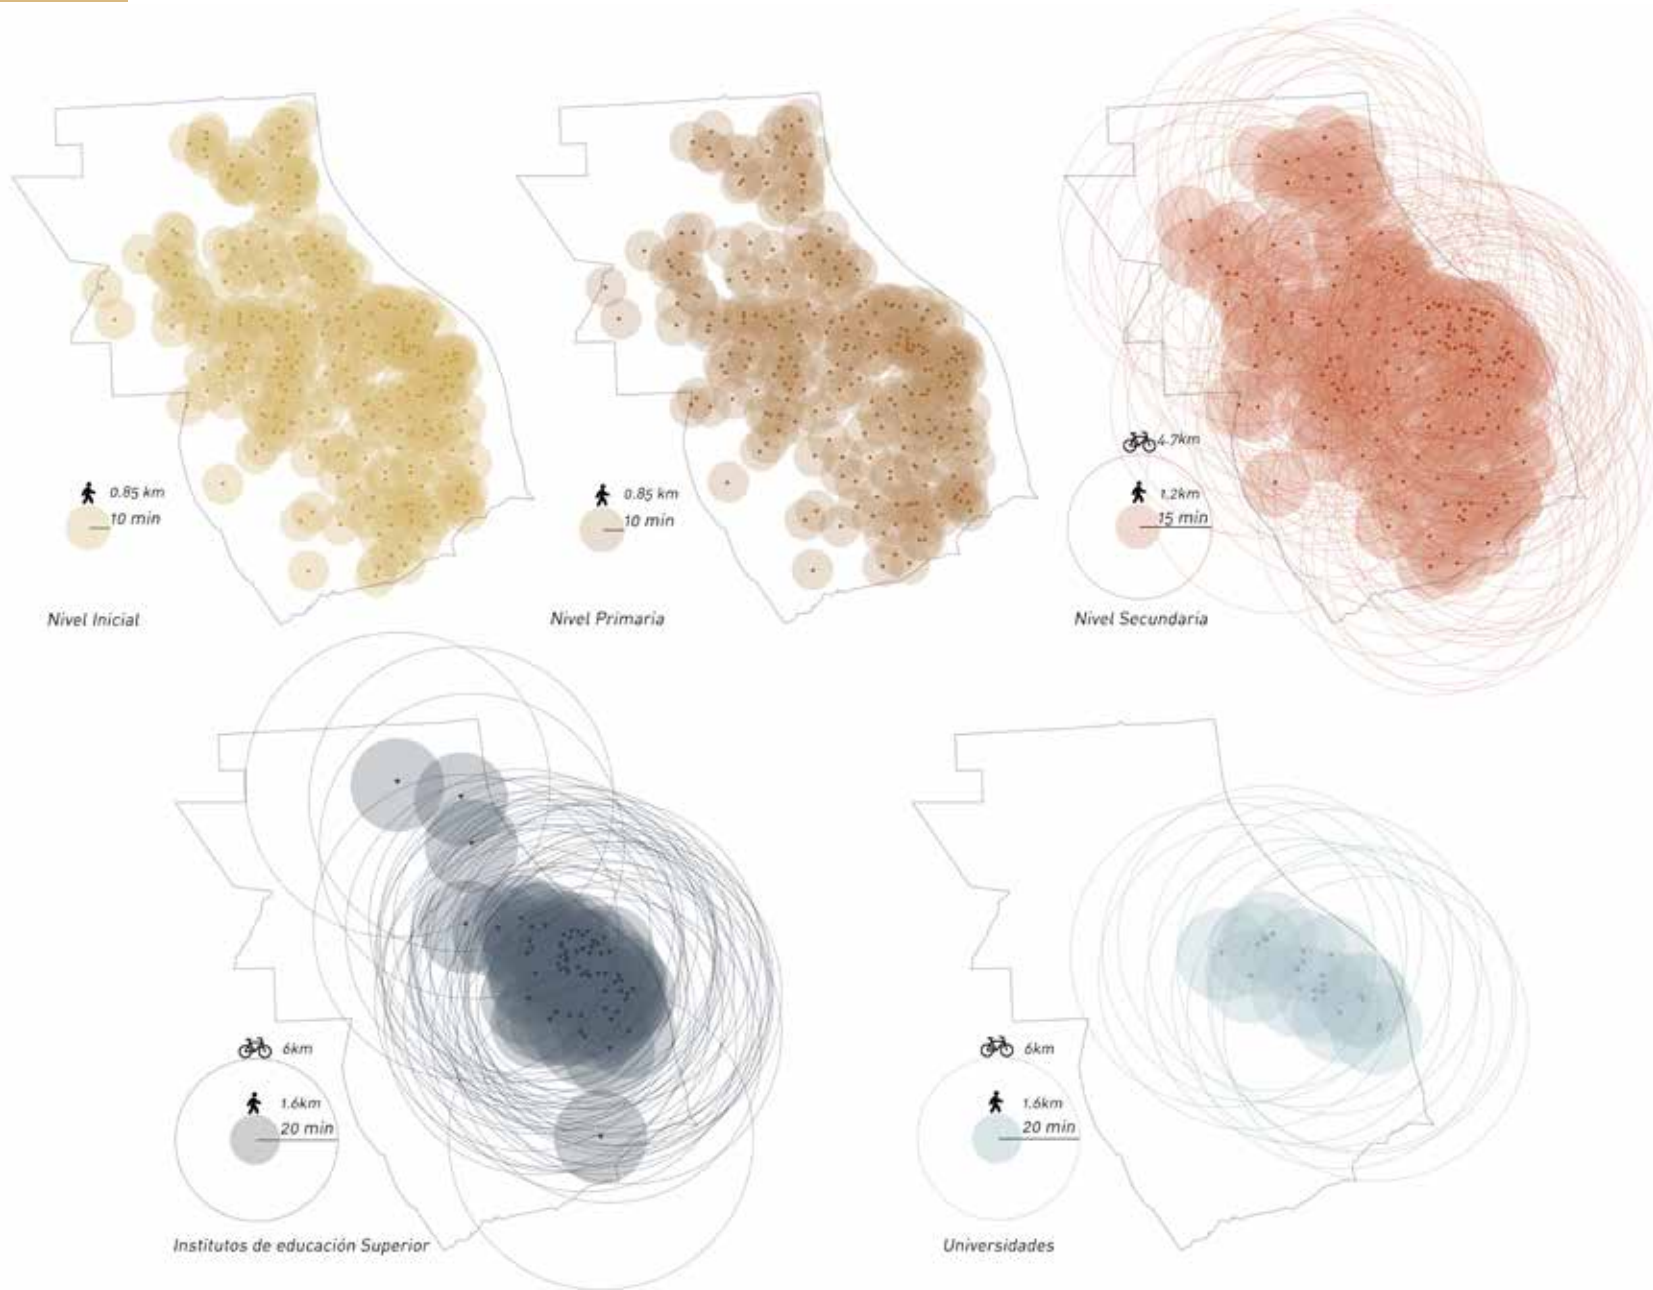 0.85 km
10 min
Nivel Inicial
0.85 km
10 min
Nivel Primaria
4.7km
1.2km
15 min
Nivel Secundaria
6km
1.6km
20 min
Institutos de educación Superior
6km
1.6km
20 min
Universidades